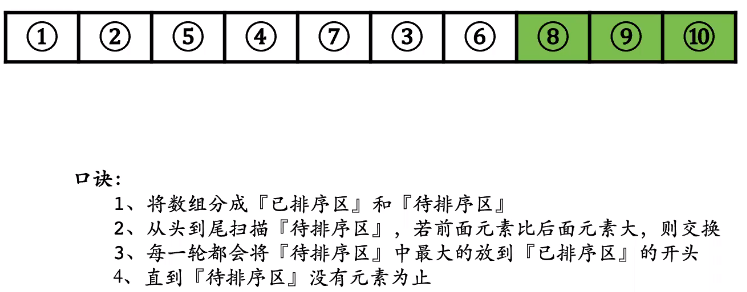 ① ② ⑤ ④ ⑦ ③ ⑥ ⑧ ⑨ ⑩
口诀：
1、将数组分成『已排序区』和『待排序区』
2、从头到尾扫描『待排序区』，若前面元素比后面元素大，则交换
3、每一轮都会将『待排序区』中最大的放到『已排序区』的开头
4、直到『待排序区』没有元素为止